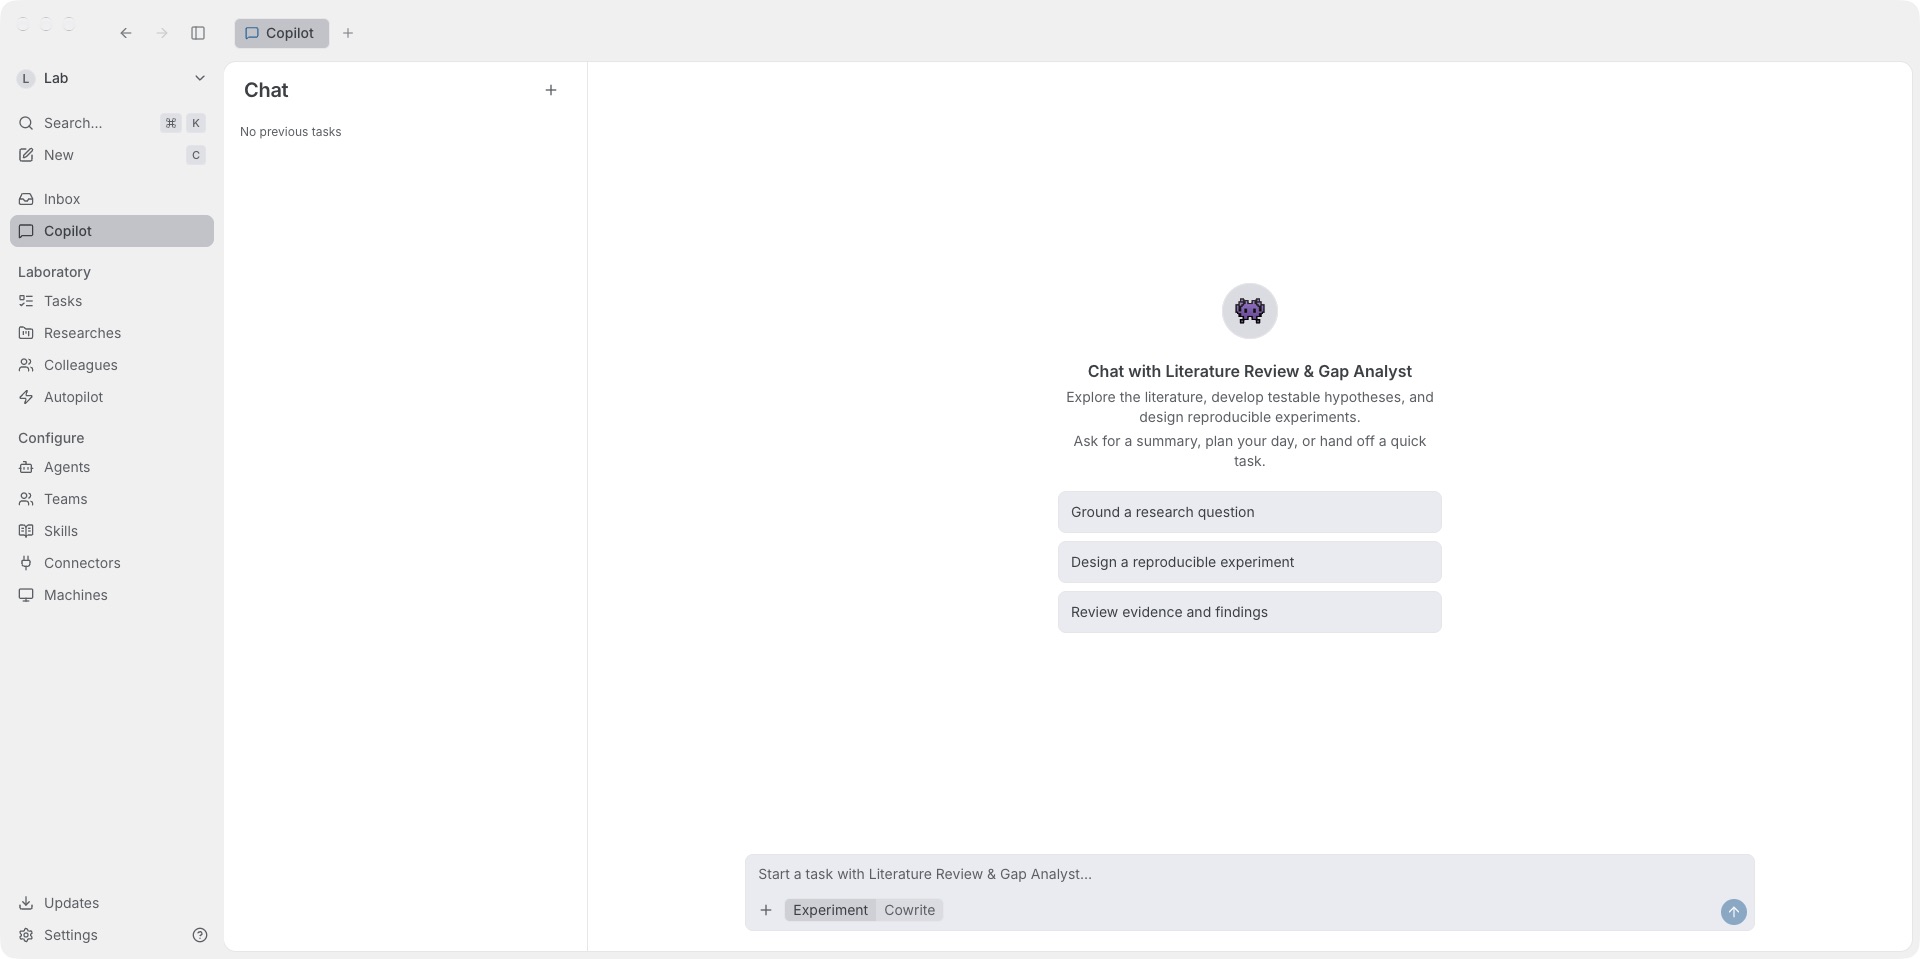 Copilot
L Lab
Search... ⌘ K
New C
Inbox
Copilot
Laboratory
Tasks
Researches
Colleagues
Autopilot
Configure
Agents
Teams
Skills
Connectors
Machines
Updates
Settings
Chat
No previous tasks
Chat with Literature Review & Gap Analyst
Explore the literature, develop testable hypotheses, and
design reproducible experiments.
Ask for a summary, plan your day, or hand off a quick
task.
Ground a research question
Design a reproducible experiment
Review evidence and findings
Start a task with Literature Review & Gap Analyst...
Experiment Cowrite